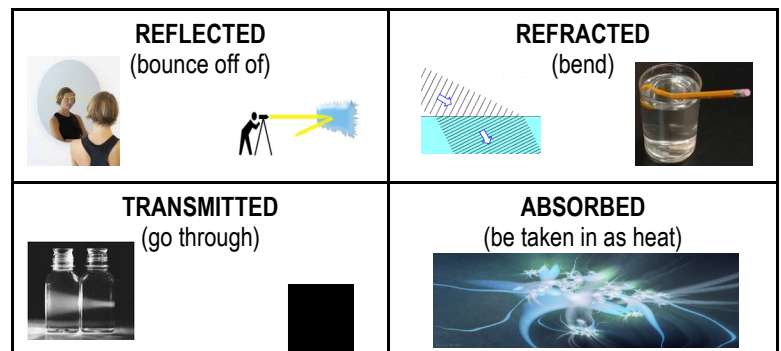 REFLECTED
(bounce off of)
REFRACTED
(bend)
TRANSMITTED
(go through)
ABSORBED
(be taken in as heat)